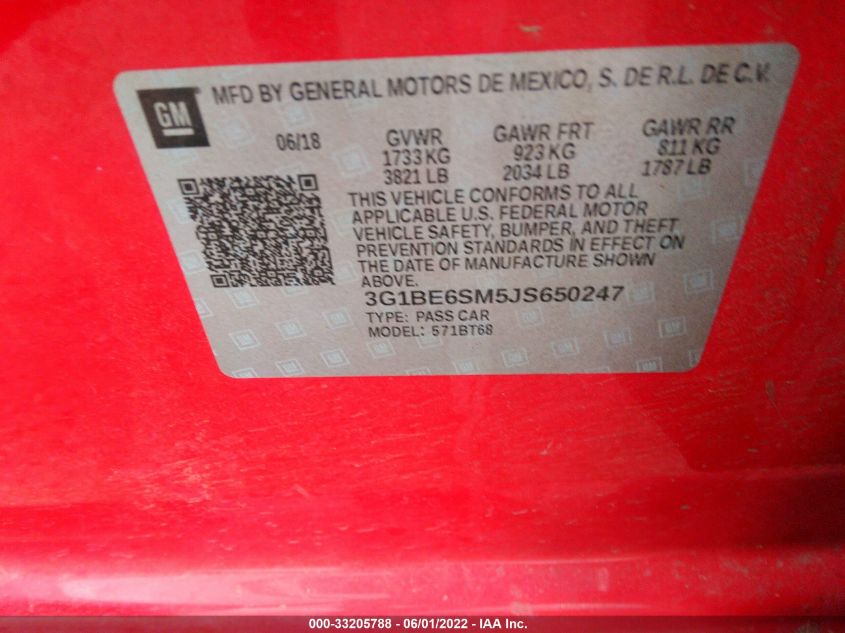 GM
MFD BY GENERAL MOTORS DE MEXICO, S. DE R.L. DE C.V.
06/18 GVWR GAWR FRT GAWR RR
1733 KG 923 KG 811 KG
3821 LB 2034 LB 1787 LB
THIS VEHICLE CONFORMS TO ALL
APPLICABLE U.S. FEDERAL MOTOR
VEHICLE SAFETY, BUMPER, AND THEFT
PREVENTION STANDARDS IN EFFECT ON
THE DATE OF MANUFACTURE SHOWN
ABOVE.
3G1BE6SM5JS650247
TYPE: PASS CAR
MODEL: 571BT68
000-33205788 - 06/01/2022 - IAA Inc.